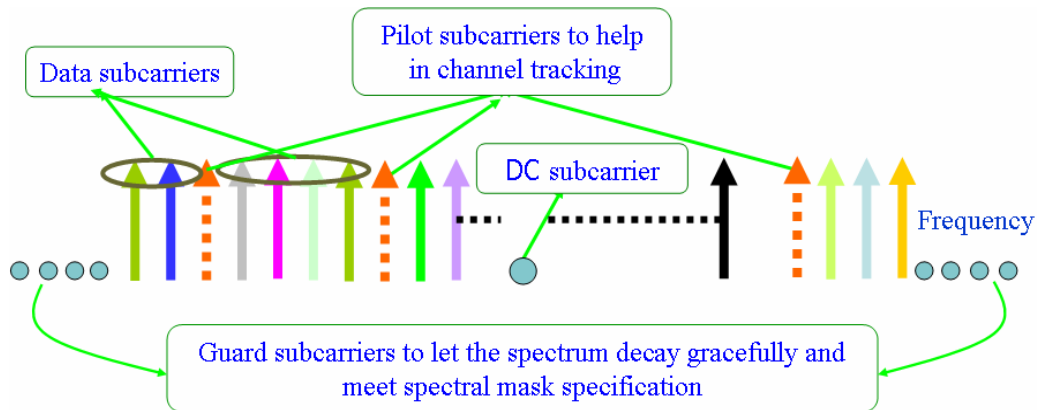 Pilot subcarriers to help
in channel tracking
Data subcarriers
DC subcarrier
Frequency
Guard subcarriers to let the spectrum decay gracefully and
meet spectral mask specification